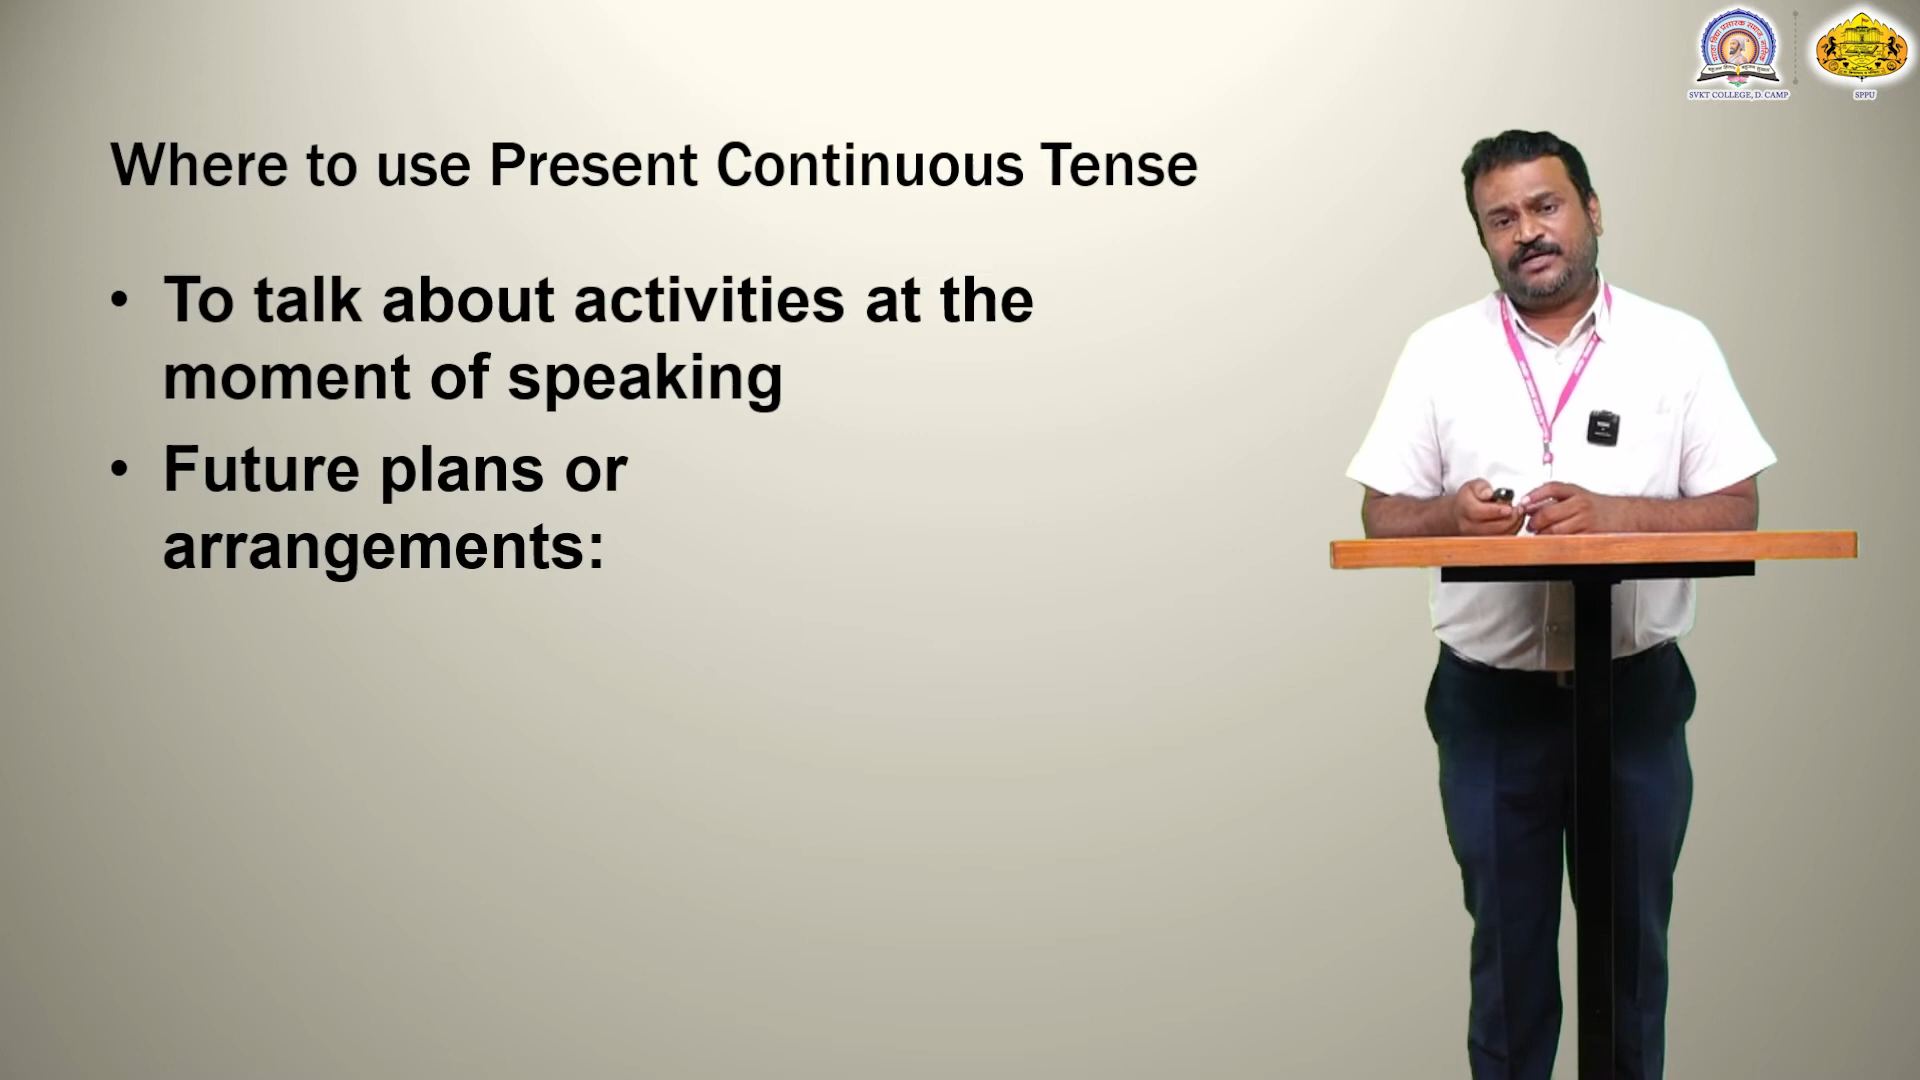 SVKT COLLEGE, D. CAMP
SPPU
Where to use Present Continuous Tense
• To talk about activities at the
moment of speaking
• Future plans or
arrangements: